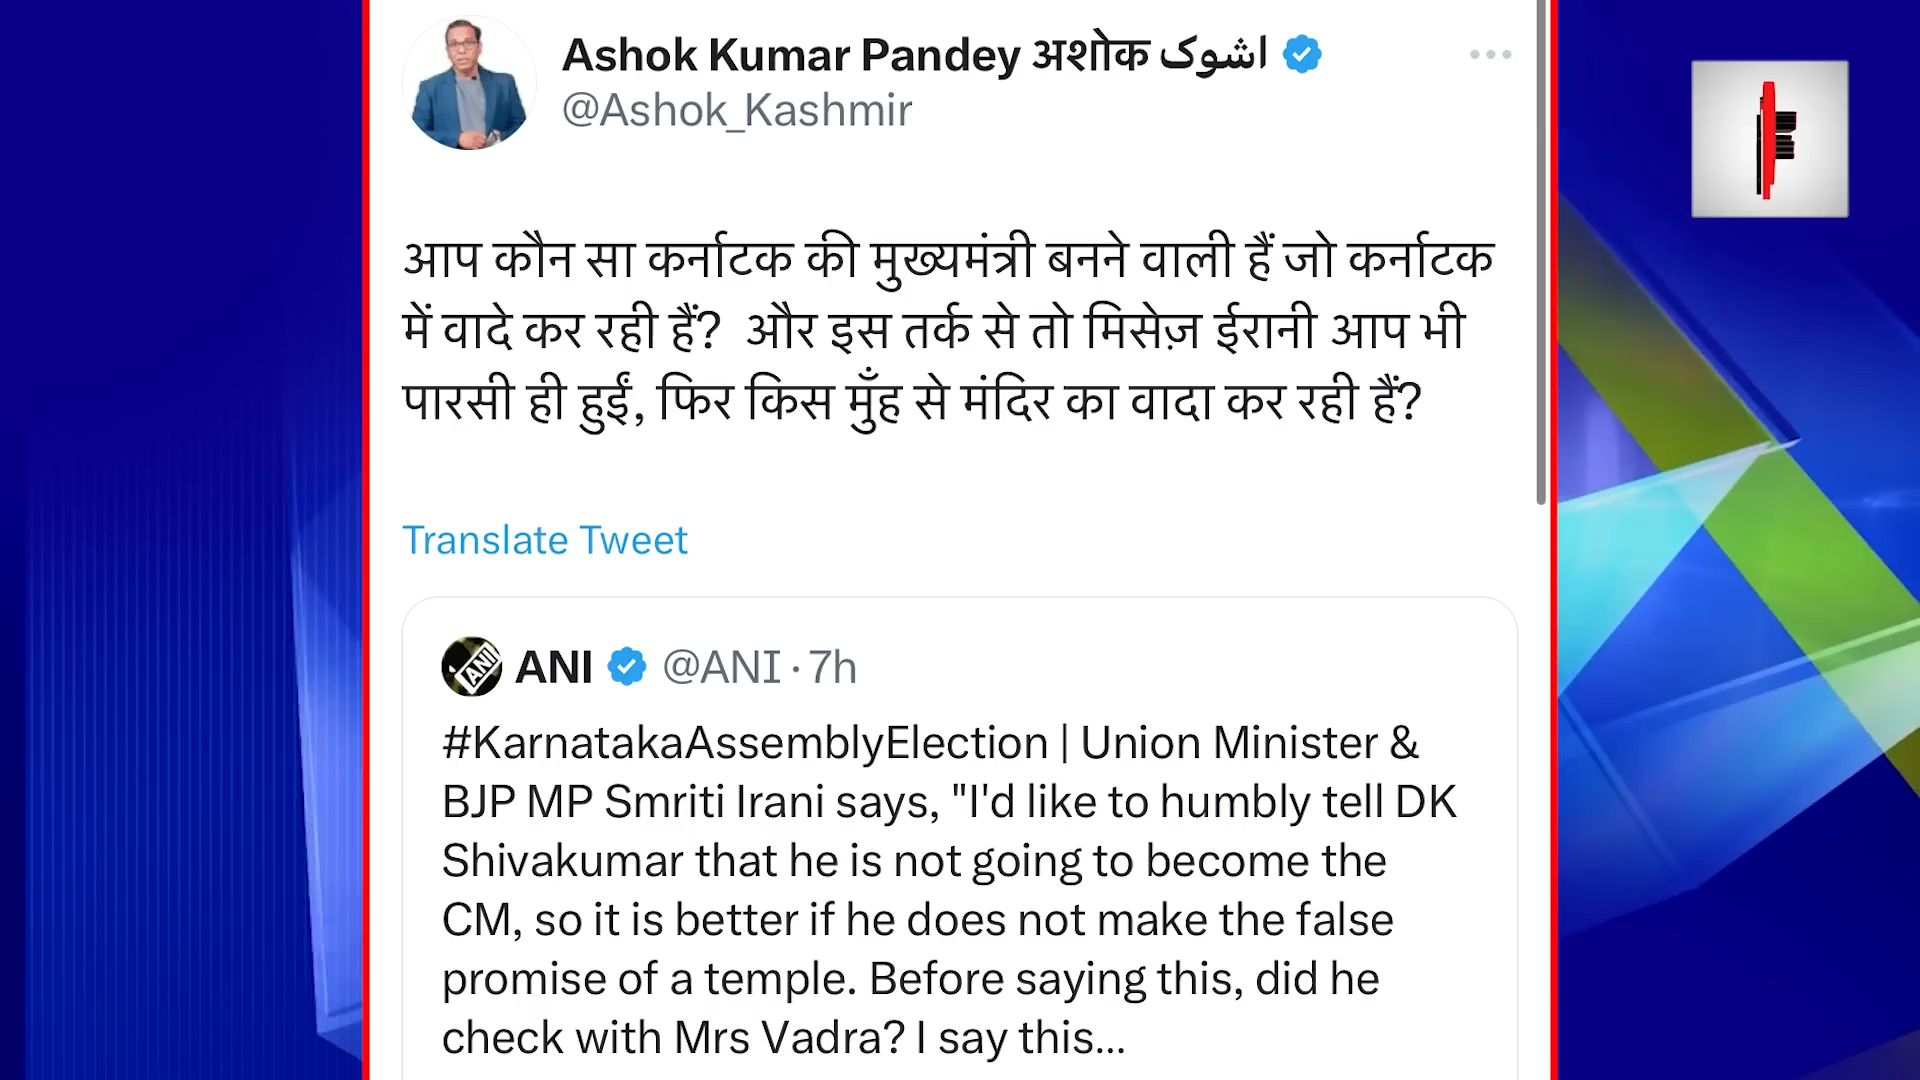 Ashok Kumar Pandey अशोक اشوک
@Ashok_Kashmir
आप कौन सा कर्नाटक की मुख्यमंत्री बनने वाली हैं जो कर्नाटक
में वादे कर रही हैं? और इस तर्क से तो मिसेज़ ईरानी आप भी
पारसी ही हुईं, फिर किस मुँह से मंदिर का वादा कर रही हैं?
Translate Tweet
ANI @ANI · 7h
#KarnatakaAssemblyElection | Union Minister &
BJP MP Smriti Irani says, "I'd like to humbly tell DK
Shivakumar that he is not going to become the
CM, so it is better if he does not make the false
promise of a temple. Before saying this, did he
check with Mrs Vadra? I say this...